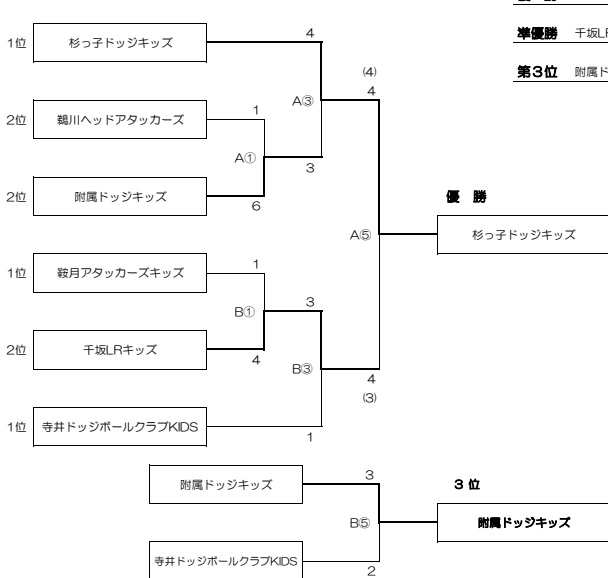 準優勝 千坂LR
第3位 附属ド
1位 杉っ子ドッジキッズ 4
(4)
4
2位 鵜川ヘッドアタッカーズ 1
A③
A①
3
2位 附属ドッジキッズ 6
優 勝
A⑤
杉っ子ドッジキッズ
1位 鞍月アタッカーズキッズ 1
3
B①
2位 千坂LRキッズ 4
B③
4
(3)
1位 寺井ドッジボールクラブKIDS 1
附属ドッジキッズ 3
3 位
B⑤
附属ドッジキッズ
寺井ドッジボールクラブKIDS 2